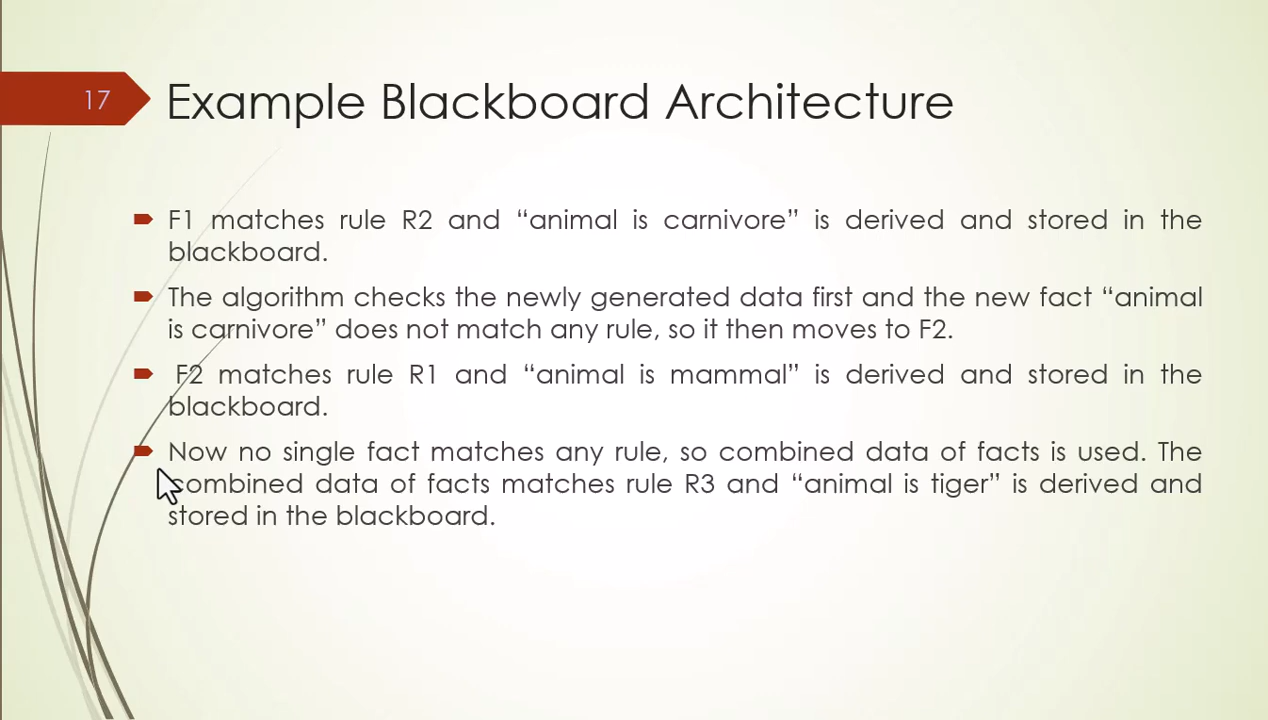 17
Example Blackboard Architecture
F1 matches rule R2 and “animal is carnivore” is derived and stored in the
blackboard.
The algorithm checks the newly generated data first and the new fact “animal
is carnivore” does not match any rule, so it then moves to F2.
F2 matches rule R1 and “animal is mammal” is derived and stored in the
blackboard.
Now no single fact matches any rule, so combined data of facts is used. The
combined data of facts matches rule R3 and “animal is tiger” is derived and
stored in the blackboard.